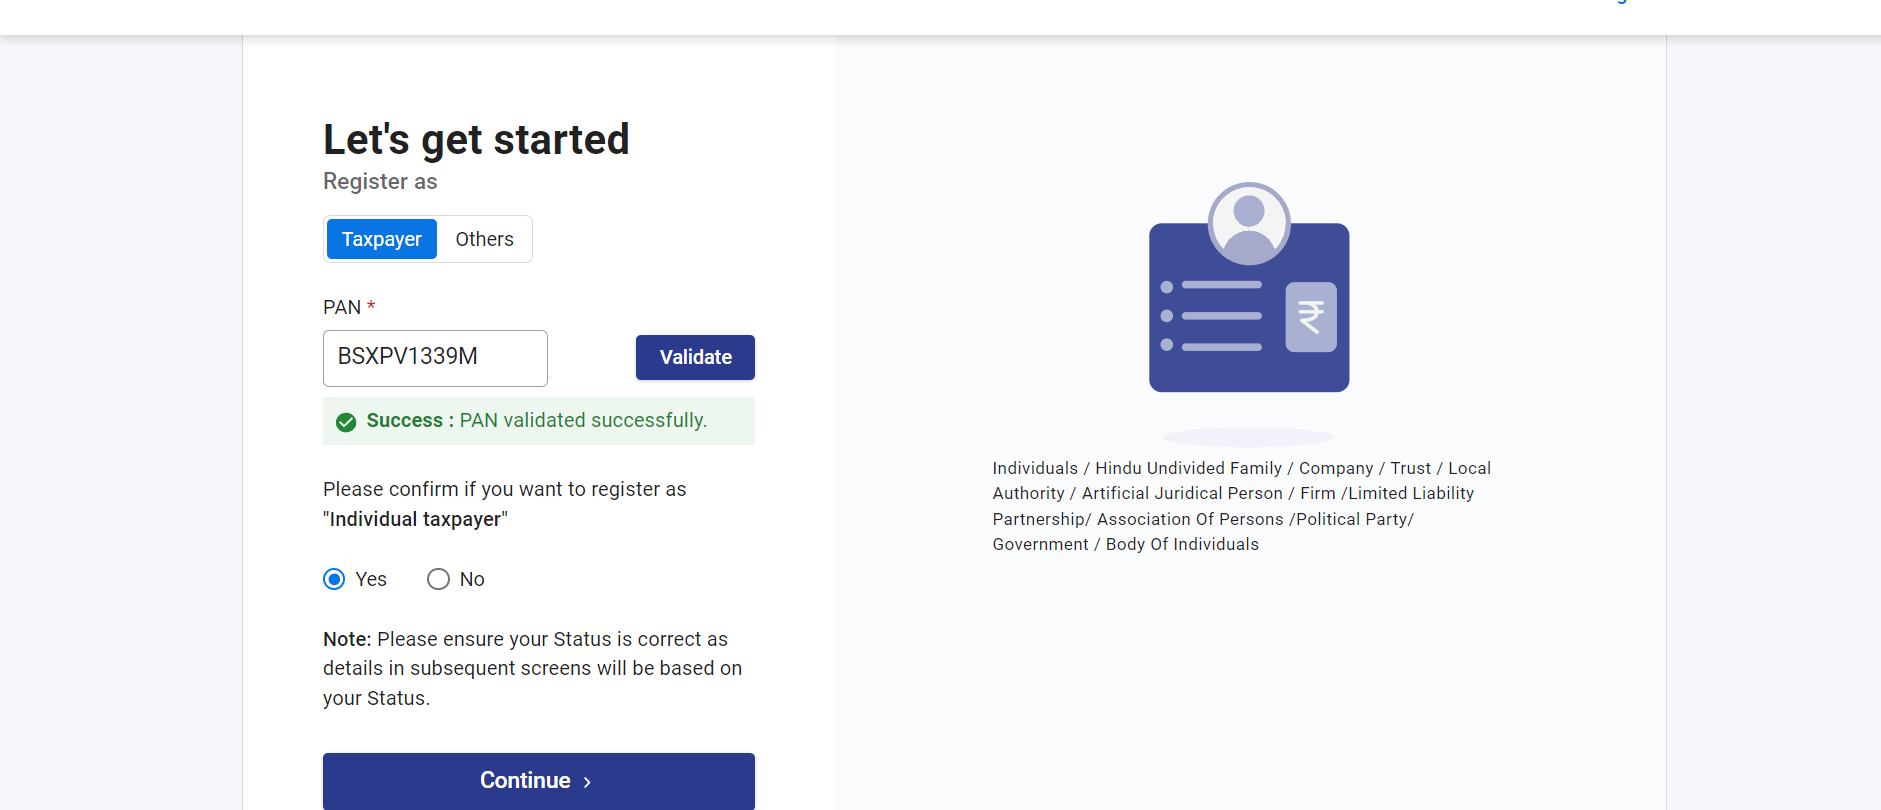 Let's get started
Register as
Taxpayer Others
PAN *
BSXPV1339M
Validate
Success : PAN validated successfully.
Please confirm if you want to register as
"Individual taxpayer"
Yes No
Note: Please ensure your Status is correct as
details in subsequent screens will be based on
your Status.
Continue ›
₹
Individuals / Hindu Undivided Family / Company / Trust / Local
Authority / Artificial Juridical Person / Firm /Limited Liability
Partnership/ Association Of Persons /Political Party/
Government / Body Of Individuals